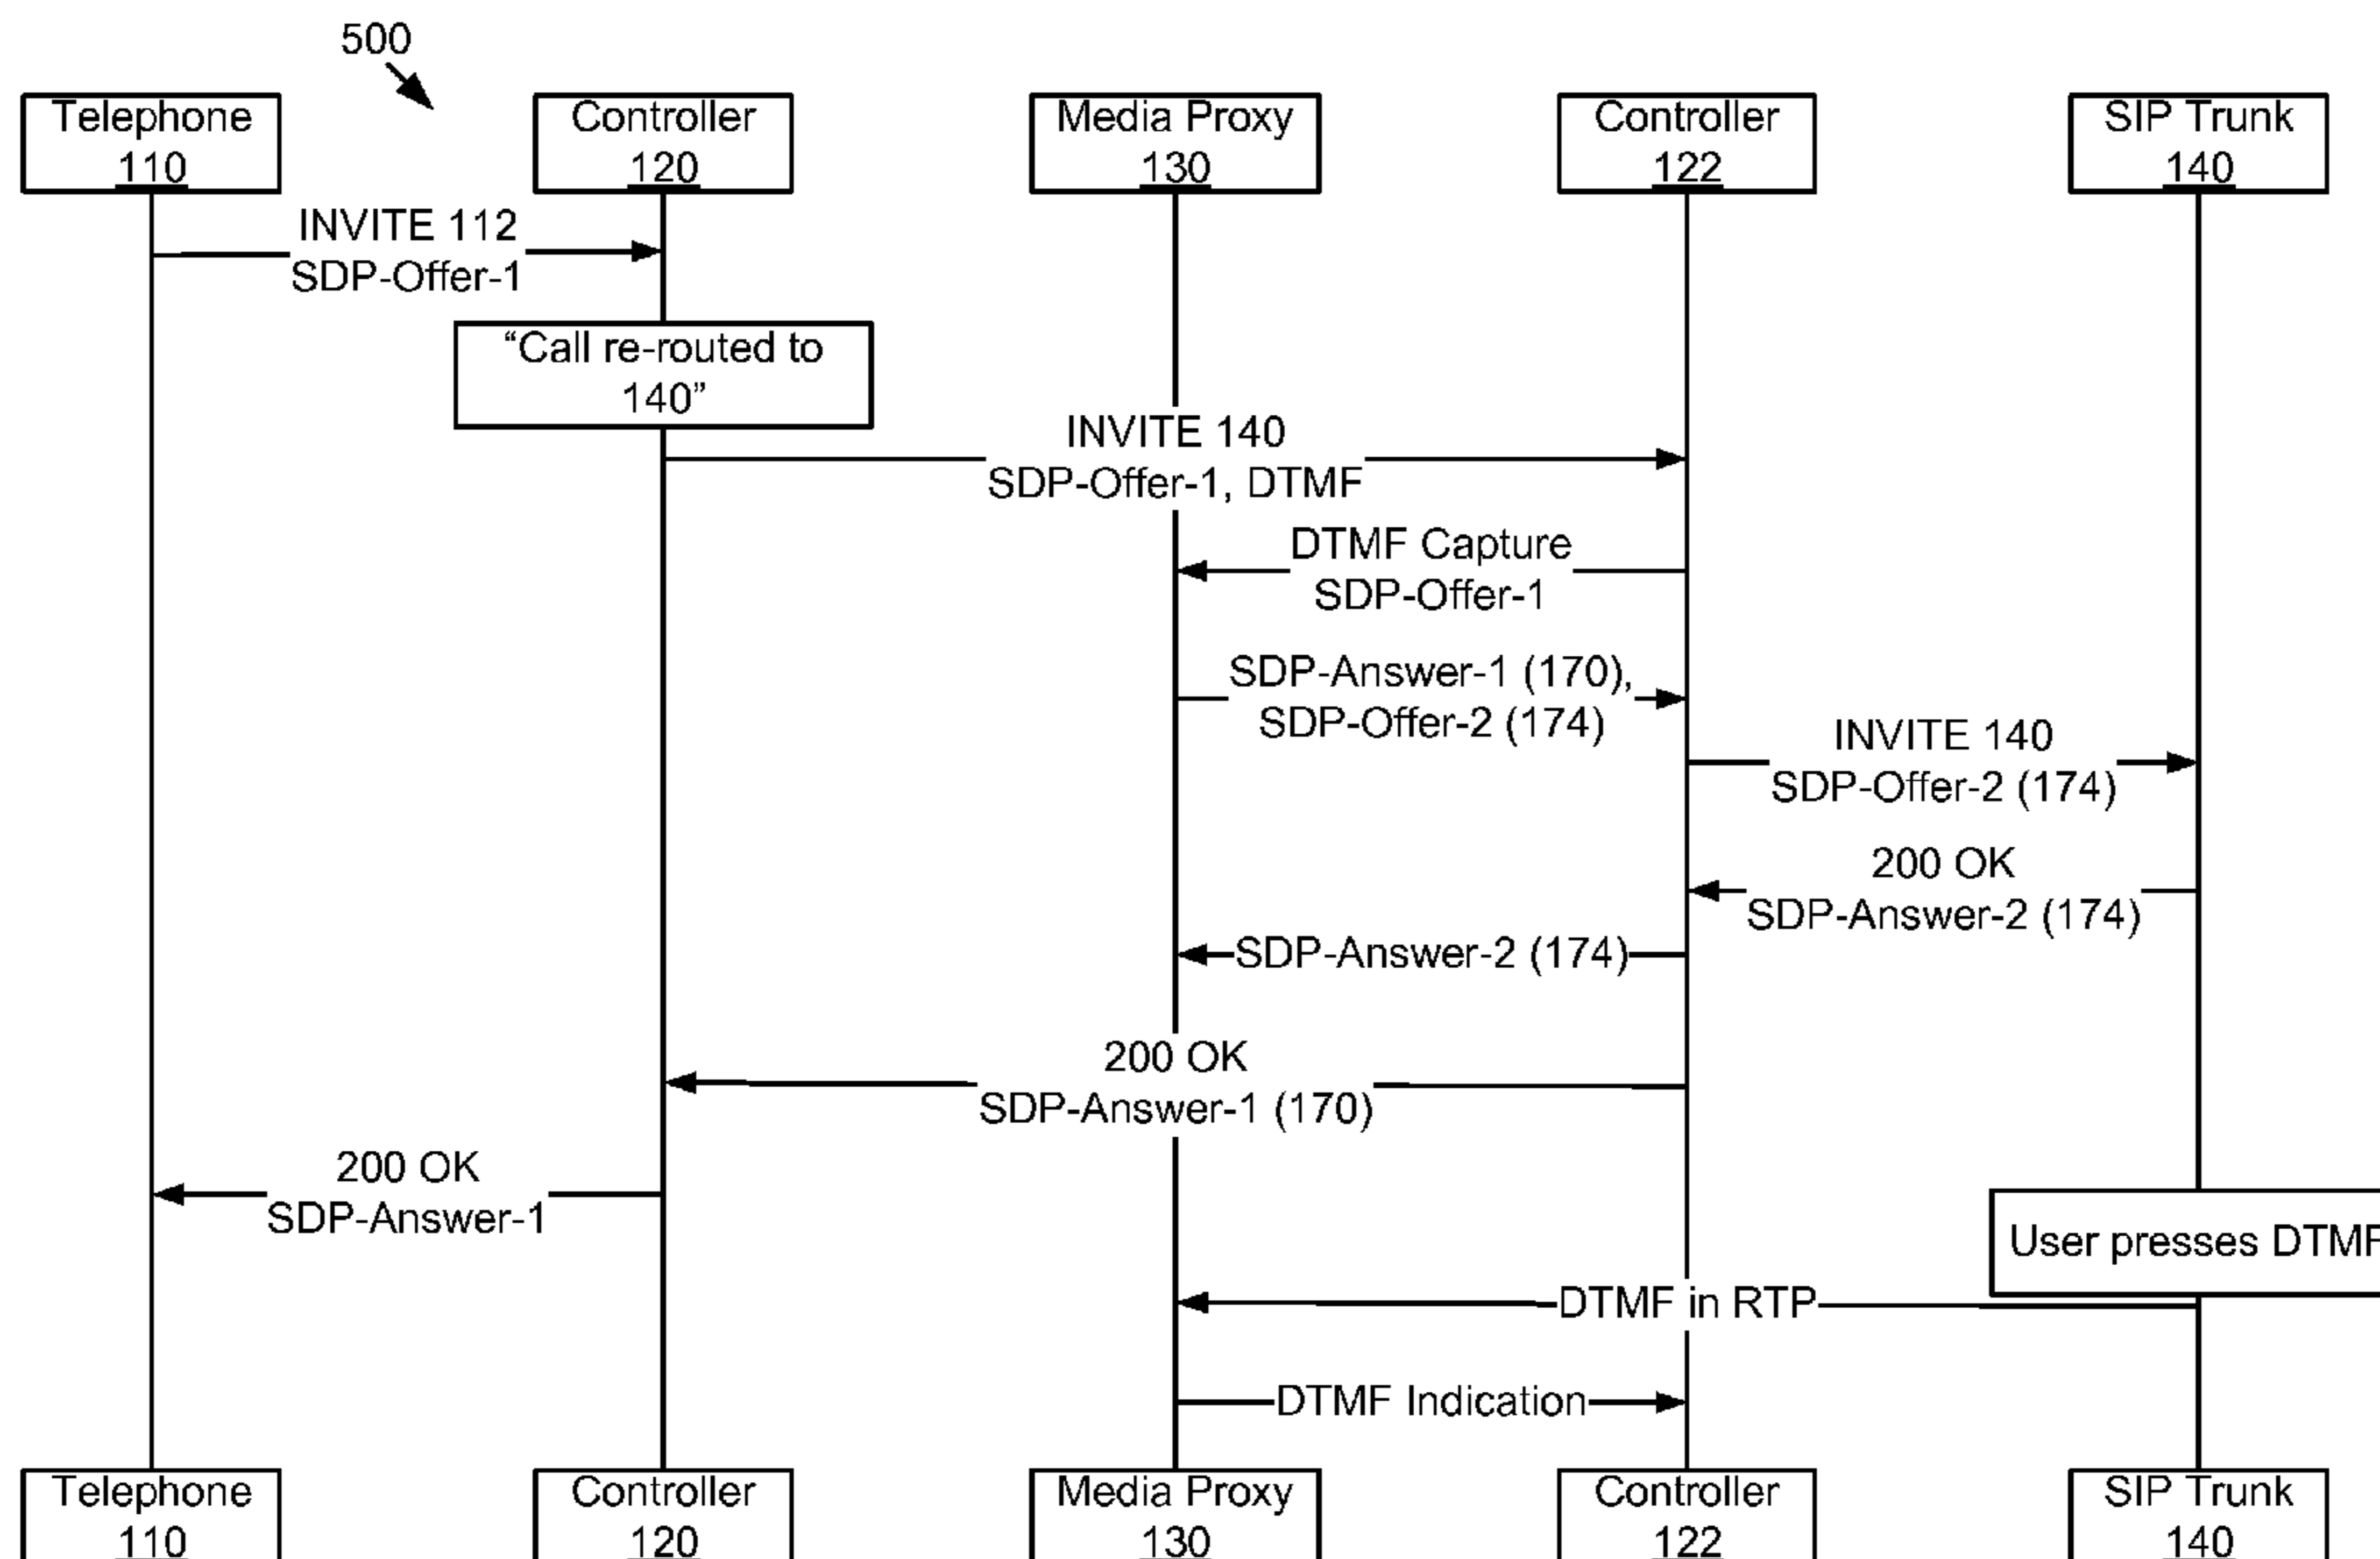 500
Telephone
110
Controller
120
Media Proxy
130
Controller
122
SIP Trunk
140
INVITE 112
SDP-Offer-1
“Call re-routed to
140”
INVITE 140
SDP-Offer-1, DTMF
DTMF Capture
SDP-Offer-1
SDP-Answer-1 (170),
SDP-Offer-2 (174)
INVITE 140
SDP-Offer-2 (174)
200 OK
SDP-Answer-2 (174)
SDP-Answer-2 (174)
200 OK
SDP-Answer-1 (170)
200 OK
SDP-Answer-1
User presses DTMF
DTMF in RTP
DTMF Indication
Telephone
110
Controller
120
Media Proxy
130
Controller
122
SIP Trunk
140